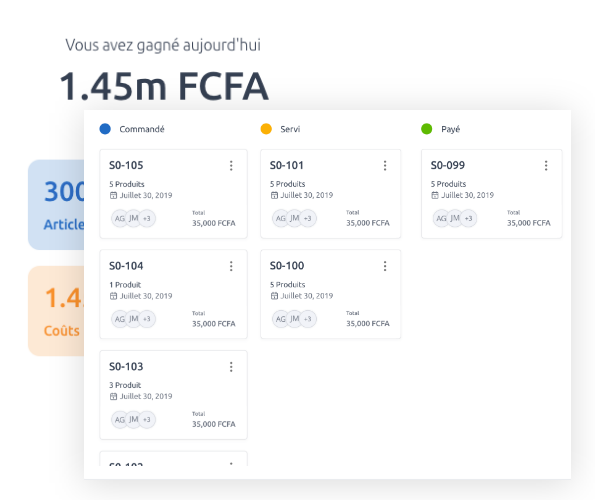 Vous avez gagné aujourd'hui
1.45m FCFA
300
Article
1.4
Coûts
Commandé
S0-105
5 Produits
Juillet 30, 2019
AG JM +3
Total
35,000 FCFA
S0-104
1 Produit
Juillet 30, 2019
AG JM +3
Total
35,000 FCFA
S0-103
3 Produit
Juillet 30, 2019
AG JM +3
Total
35,000 FCFA
Servi
S0-101
5 Produits
Juillet 30, 2019
AG JM +3
Total
35,000 FCFA
S0-100
5 Produits
Juillet 30, 2019
AG JM +3
Total
35,000 FCFA
Payé
S0-099
5 Produits
Juillet 30, 2019
AG JM +3
Total
35,000 FCFA